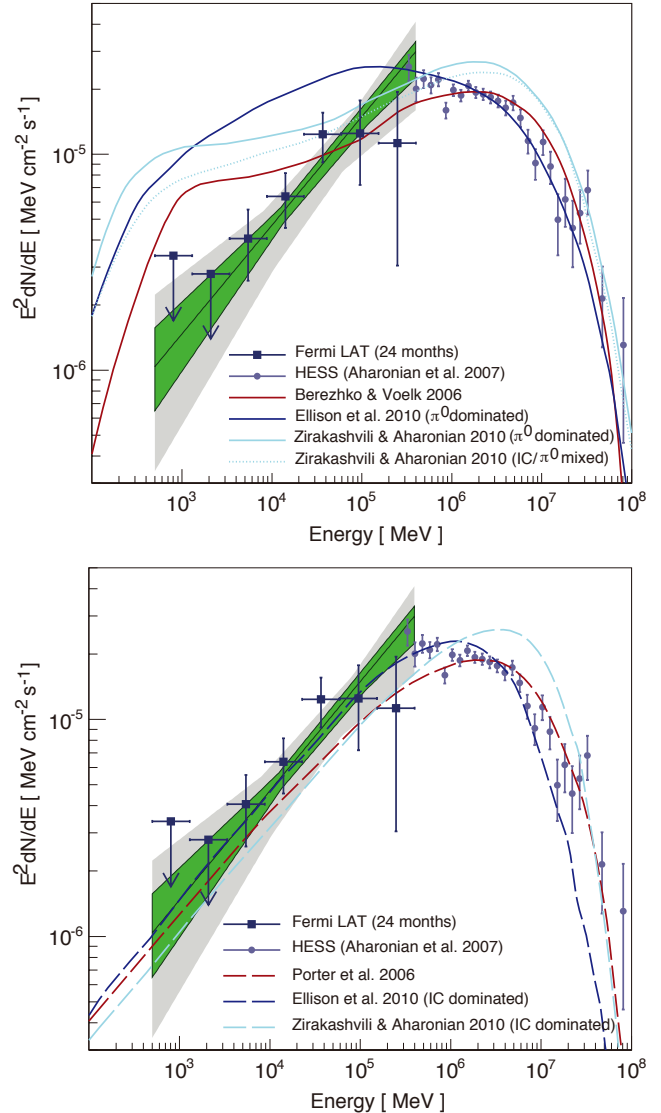 E²dN/dE [ MeV cm⁻² s⁻¹ ]
10⁻⁵
10⁻⁶
Fermi LAT (24 months)
HESS (Aharonian et al. 2007)
Berezhko & Voelk 2006
Ellison et al. 2010 (π⁰dominated)
Zirakashvili & Aharonian 2010 (π⁰ dominated)
Zirakashvili & Aharonian 2010 (IC/π⁰ mixed)
10³ 10⁴ 10⁵ 10⁶ 10⁷ 10⁸
Energy [ MeV ]
E²dN/dE [ MeV cm⁻² s⁻¹ ]
10⁻⁵
10⁻⁶
Fermi LAT (24 months)
HESS (Aharonian et al. 2007)
Porter et al. 2006
Ellison et al. 2010 (IC dominated)
Zirakashvili & Aharonian 2010 (IC dominated)
10³ 10⁴ 10⁵ 10⁶ 10⁷ 10⁸
Energy [ MeV ]